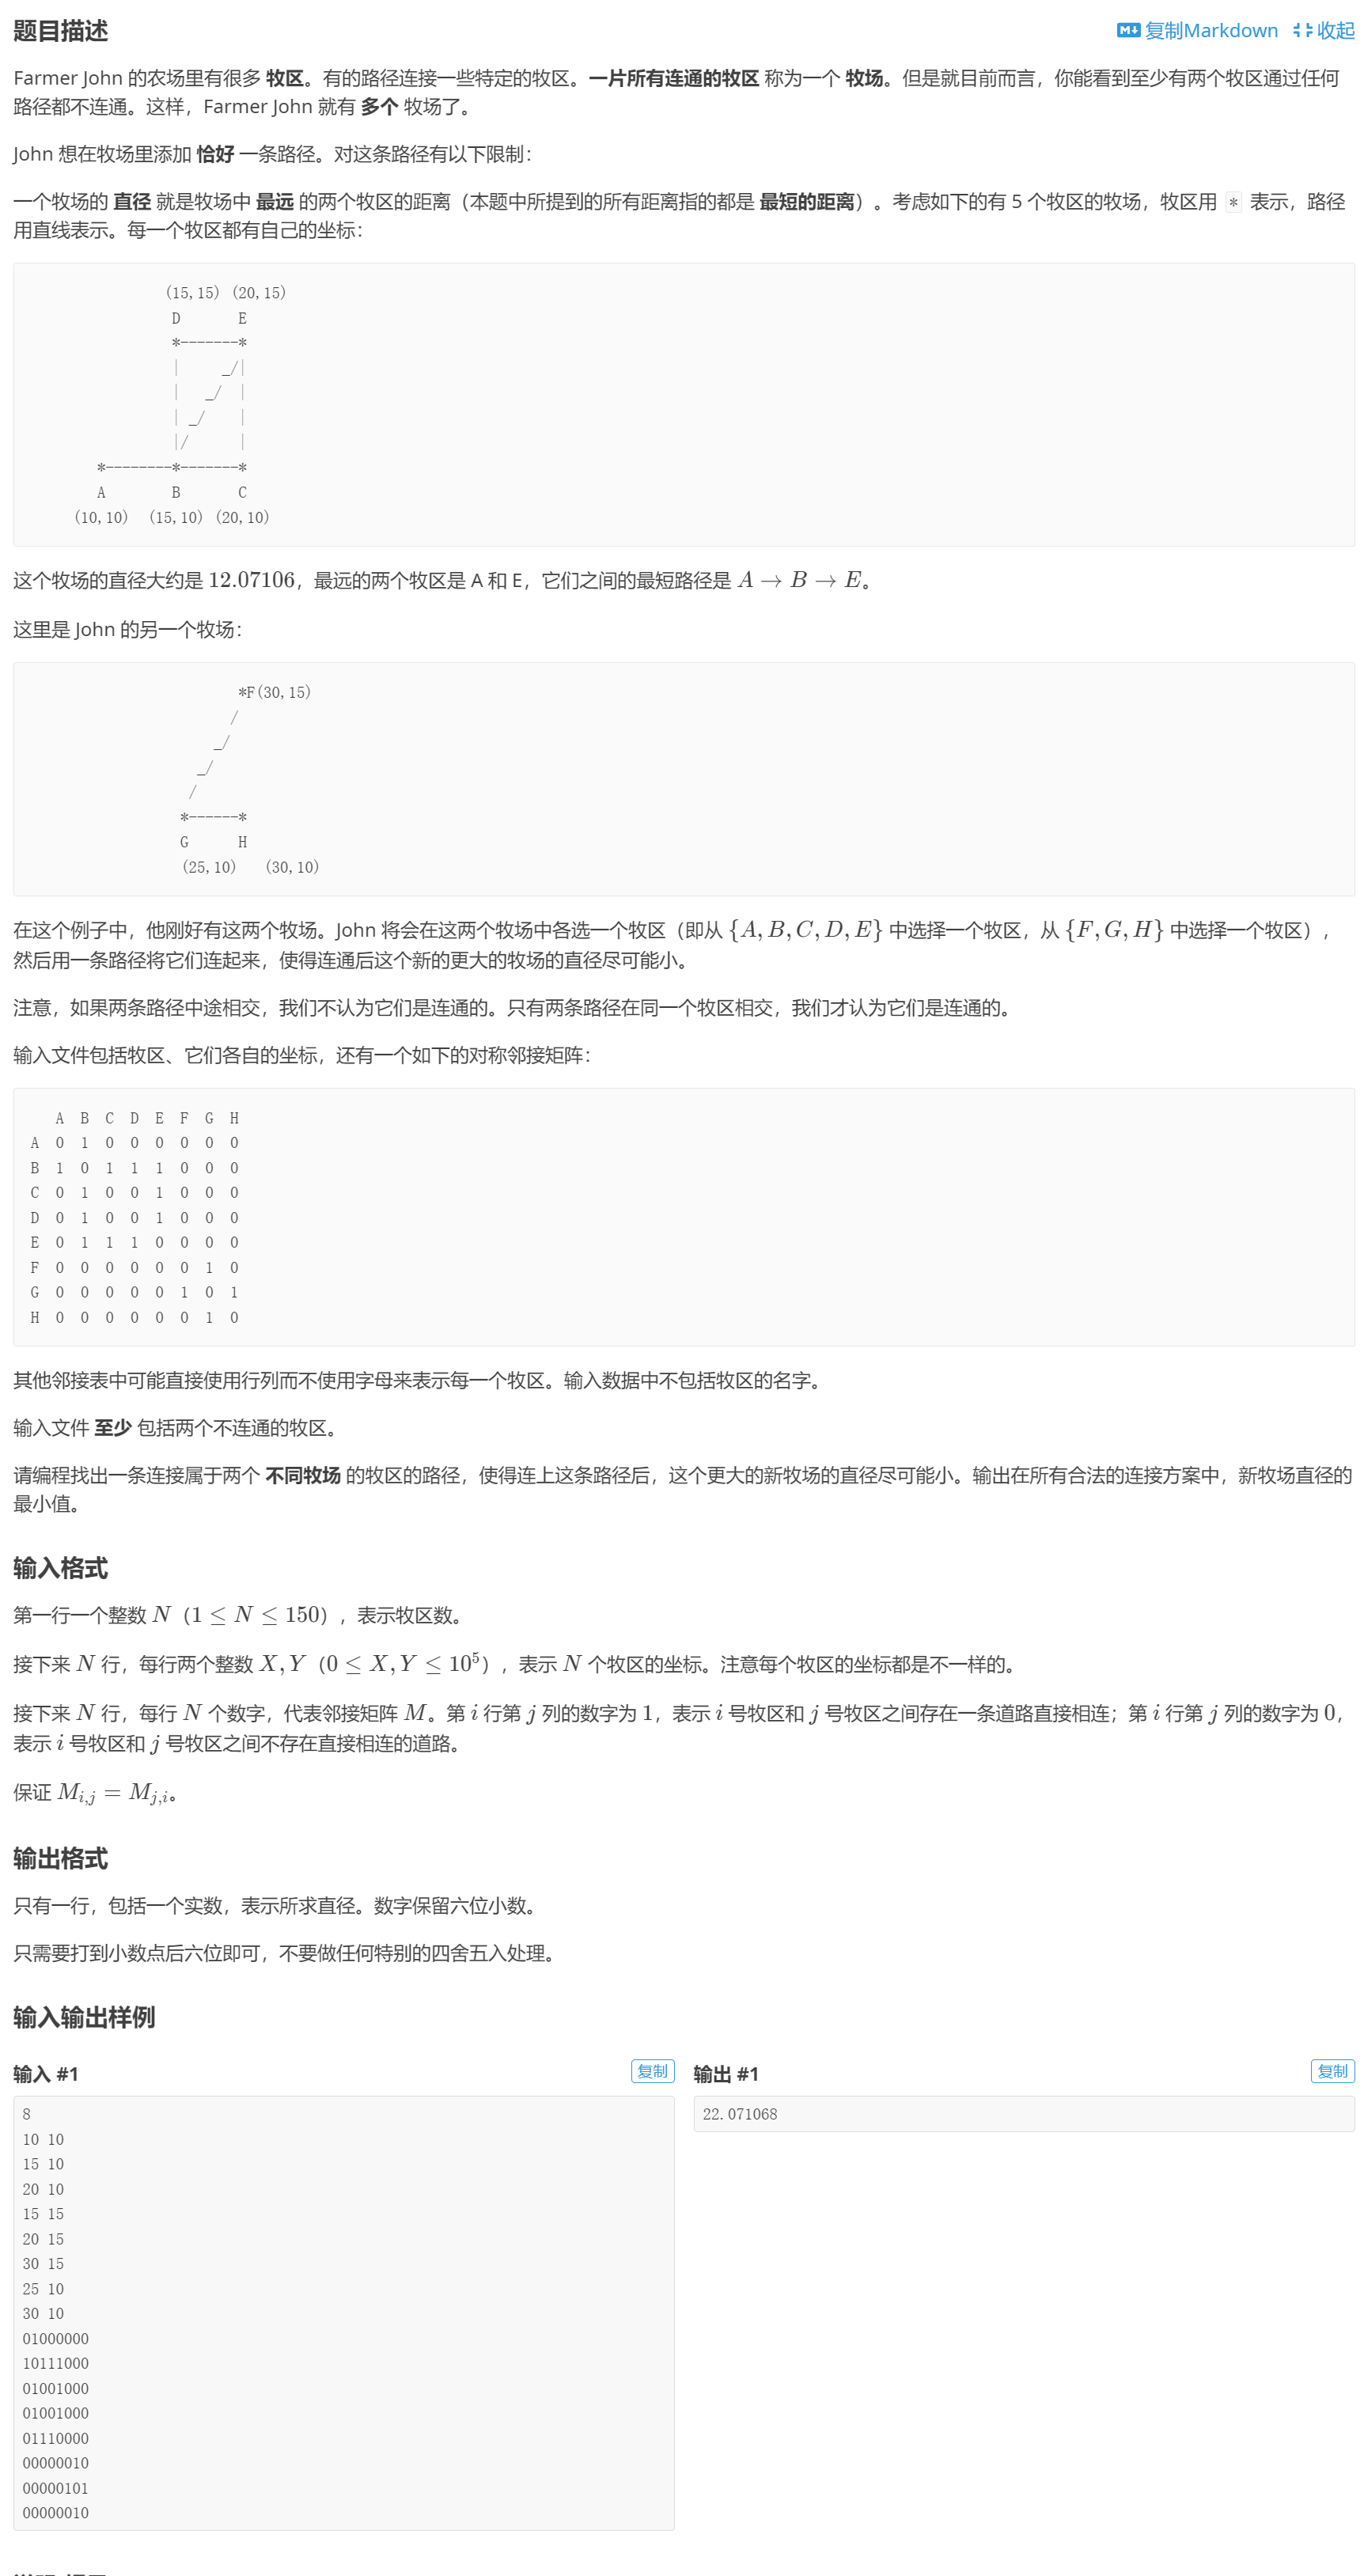 题目描述 复制Markdown 收起
Farmer John 的农场里有很多 牧区。有的路径连接一些特定的牧区。一片所有连通的牧区 称为一个 牧场。但是就目前而言，你能看到至少有两个牧区通过任何
路径都不连通。这样，Farmer John 就有 多个 牧场了。
John 想在牧场里添加 恰好 一条路径。对这条路径有以下限制：
一个牧场的 直径 就是牧场中 最远 的两个牧区的距离（本题中所提到的所有距离指的都是 最短的距离）。考虑如下的有 5 个牧区的牧场，牧区用 * 表示，路径
用直线表示。每一个牧区都有自己的坐标：
(15,15) (20,15)
D       E
*-------*
|     _/|
|   _/  |
| _/    |
|/      |
*--------*-------*
A        B       C
(10,10)  (15,10) (20,10)
这个牧场的直径大约是 12.07106，最远的两个牧区是 A 和 E，它们之间的最短路径是 A → B → E。
这里是 John 的另一个牧场：
*F(30,15)
/
_/
_/
/
*------*
G      H
(25,10)   (30,10)
在这个例子中，他刚好有这两个牧场。John 将会在这两个牧场中各选一个牧区（即从 {A, B, C, D, E} 中选择一个牧区，从 {F, G, H} 中选择一个牧区），
然后用一条路径将它们连起来，使得连通后这个新的更大的牧场的直径尽可能小。
注意，如果两条路径中途相交，我们不认为它们是连通的。只有两条路径在同一个牧区相交，我们才认为它们是连通的。
输入文件包括牧区、它们各自的坐标，还有一个如下的对称邻接矩阵：
A  B  C  D  E  F  G  H
A  0  1  0  0  0  0  0  0
B  1  0  1  1  1  0  0  0
C  0  1  0  0  1  0  0  0
D  0  1  0  0  1  0  0  0
E  0  1  1  1  0  0  0  0
F  0  0  0  0  0  0  1  0
G  0  0  0  0  0  1  0  1
H  0  0  0  0  0  0  1  0
其他邻接表中可能直接使用行列而不使用字母来表示每一个牧区。输入数据中不包括牧区的名字。
输入文件 至少 包括两个不连通的牧区。
请编程找出一条连接属于两个 不同牧场 的牧区的路径，使得连上这条路径后，这个更大的新牧场的直径尽可能小。输出在所有合法的连接方案中，新牧场直径的
最小值。
输入格式
第一行一个整数 N（1 ≤ N ≤ 150），表示牧区数。
接下来 N 行，每行两个整数 X, Y（0 ≤ X, Y ≤ 10⁵），表示 N 个牧区的坐标。注意每个牧区的坐标都是不一样的。
接下来 N 行，每行 N 个数字，代表邻接矩阵 M。第 i 行第 j 列的数字为 1，表示 i 号牧区和 j 号牧区之间存在一条道路直接相连；第 i 行第 j 列的数字为 0，
表示 i 号牧区和 j 号牧区之间不存在直接相连的道路。
保证 M_{i,j} = M_{j,i}。
输出格式
只有一行，包括一个实数，表示所求直径。数字保留六位小数。
只需要打到小数点后六位即可，不要做任何特别的四舍五入处理。
输入输出样例
输入 #1 复制
8
10 10
15 10
20 10
15 15
20 15
30 15
25 10
30 10
01000000
10111000
01001000
01001000
01110000
00000010
00000101
00000010
输出 #1 复制
22.071068